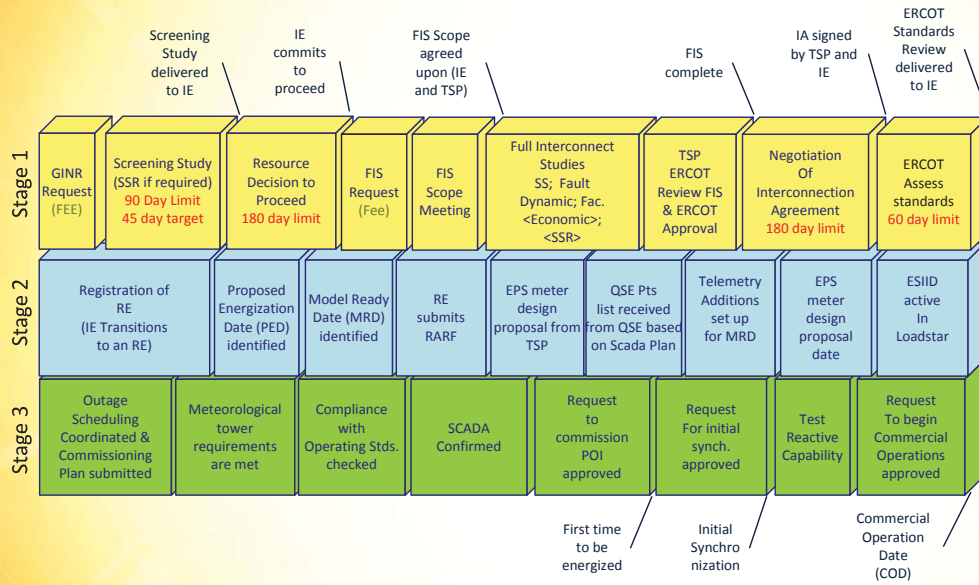 Screening
Study
delivered
to IE
IE
commits
to
proceed
FIS Scope
agreed
upon (IE
and TSP)
FIS
complete
IA signed
by TSP and
IE
ERCOT
Standards
Review
delivered
to IE
Stage 1
GINR
Request
(FEE)
Screening Study
(SSR if required)
90 Day Limit
45 day target
Resource
Decision to
Proceed
180 day limit
FIS
Request
(Fee)
FIS
Scope
Meeting
Full Interconnect
Studies
SS; Fault
Dynamic; Fac.
<Economic>;
<SSR>
TSP
ERCOT
Review FIS
& ERCOT
Approval
Negotiation
Of
Interconnection
Agreement
180 day limit
ERCOT
Assess
standards
60 day limit
Stage 2
Registration of
RE
(IE Transitions
to an RE)
Proposed
Energization
Date (PED)
identified
Model Ready
Date (MRD)
identified
RE
submits
RARF
EPS meter
design
proposal from
TSP
QSE Pts
list received
from QSE based
on Scada Plan
Telemetry
Additions
set up
for MRD
EPS
meter
design
proposal
date
ESIID
active
In
Loadstar
Stage 3
Outage
Scheduling
Coordinated &
Commissioning
Plan submitted
Meteorological
tower
requirements
are met
Compliance
with
Operating Stds.
checked
SCADA
Confirmed
Request
to
commission
POI
approved
Request
For initial
synch.
approved
Test
Reactive
Capability
Request
To begin
Commercial
Operations
approved
First time
to be
energized
Initial
Synchro
nization
Commercial
Operation
Date
(COD)